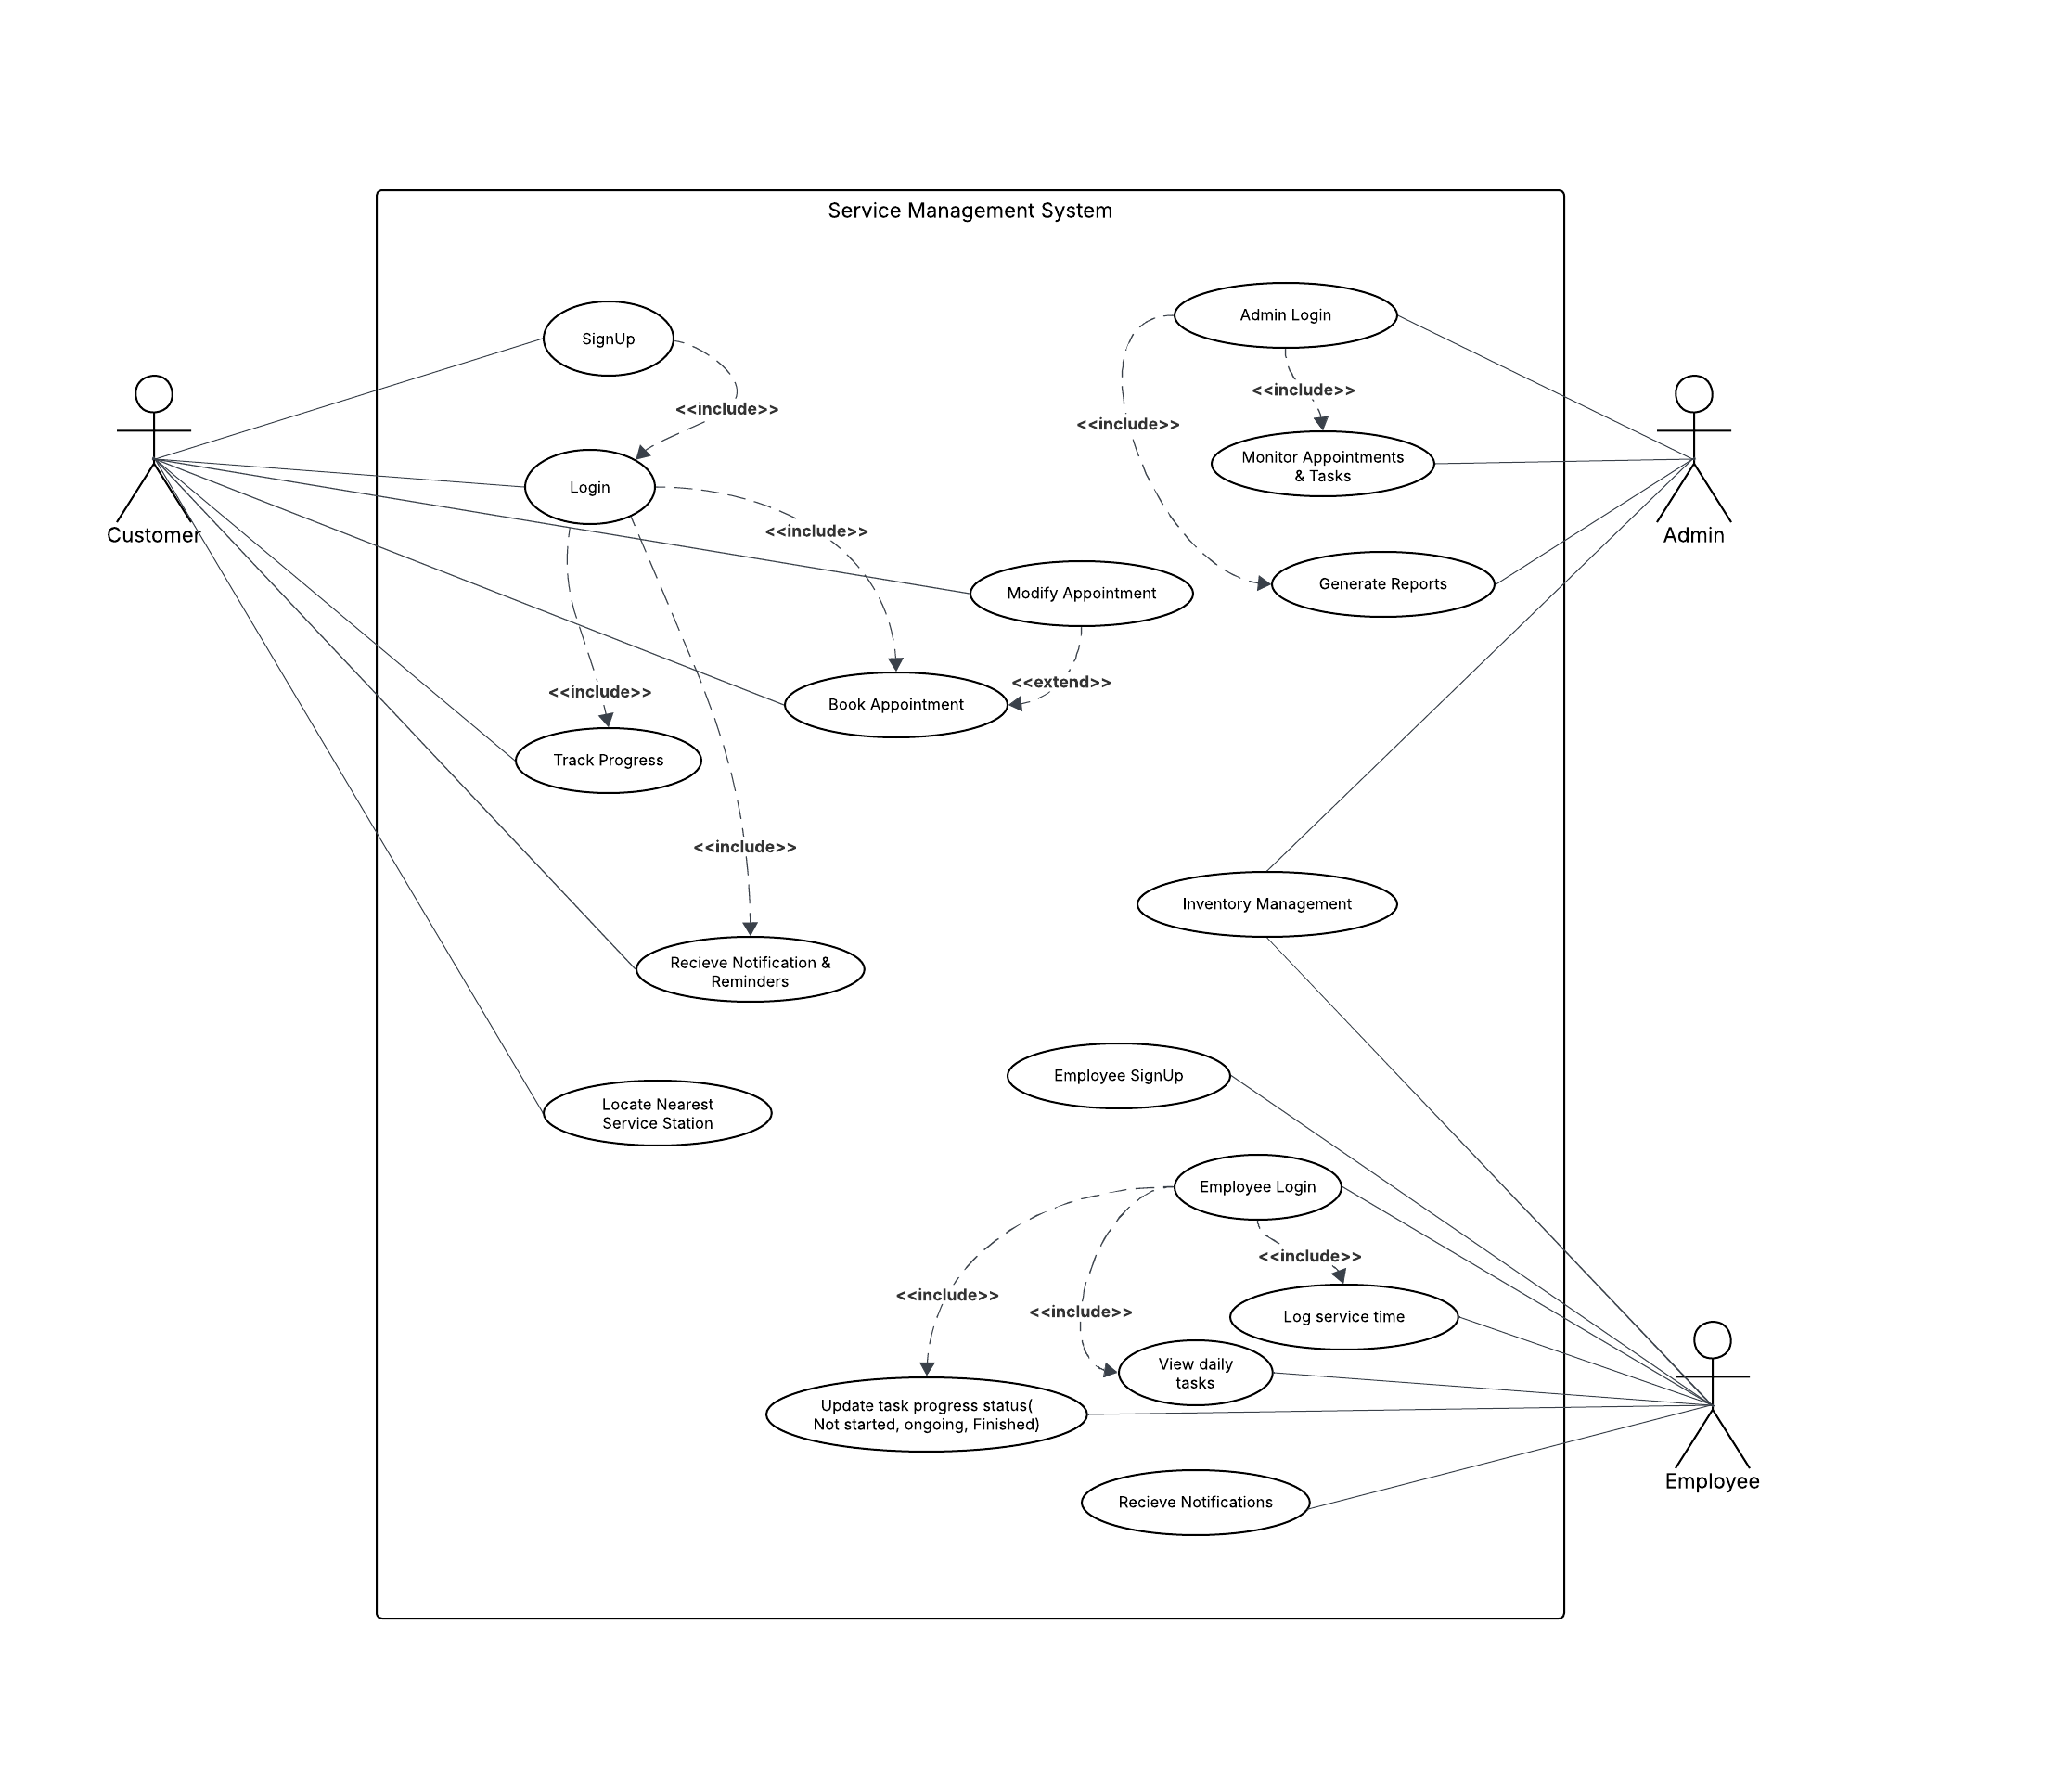 Service Management System
Admin Login
SignUp
<<include>>
<<include>>
<<include>>
Monitor Appointments
& Tasks
Login
Customer
Admin
<<include>>
Generate Reports
Modify Appointment
<<extend>>
<<include>>
Book Appointment
Track Progress
<<include>>
Inventory Management
Recieve Notification &
Reminders
Employee SignUp
Locate Nearest
Service Station
Employee Login
<<include>>
<<include>>
<<include>>
Log service time
View daily
tasks
Update task progress status(
Not started, ongoing, Finished)
Employee
Recieve Notifications